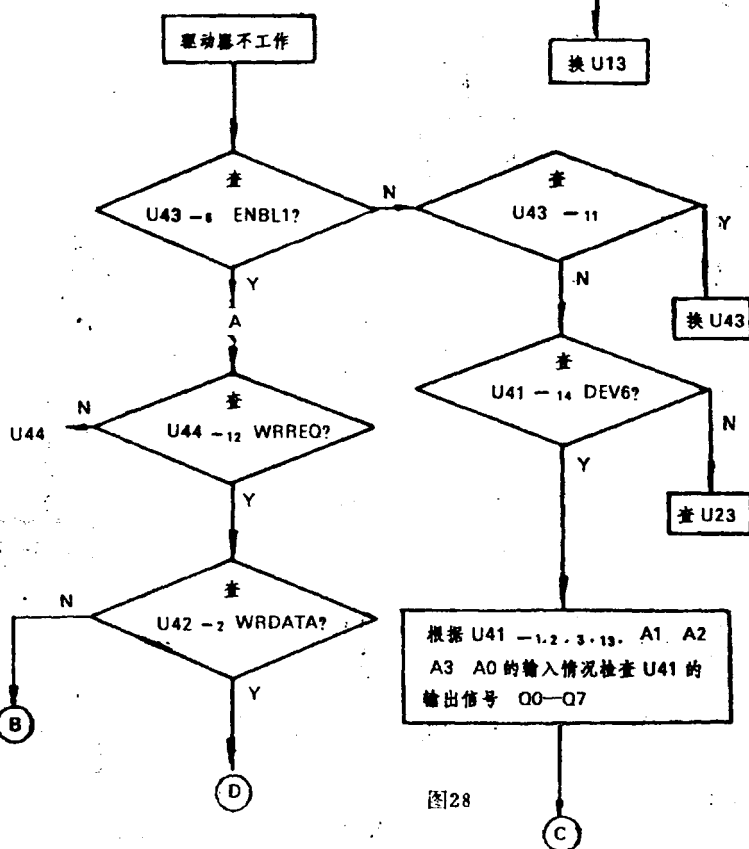 驱动器不工作
换 U13
查
U43 -6 ENBL1?
N
查
U43 -11
Y
Y
N
换 U43
A
查
U44 -12 WRREQ?
N
U44
查
U41 -14 DEV6?
N
Y
Y
查 U23
查
U42 -2 WRDATA?
N
Y
B
D
根据 U41 -1.2.3.13. A1 A2
A3 A0 的输入情况检查 U41 的
输出信号 Q0—Q7
图28
C